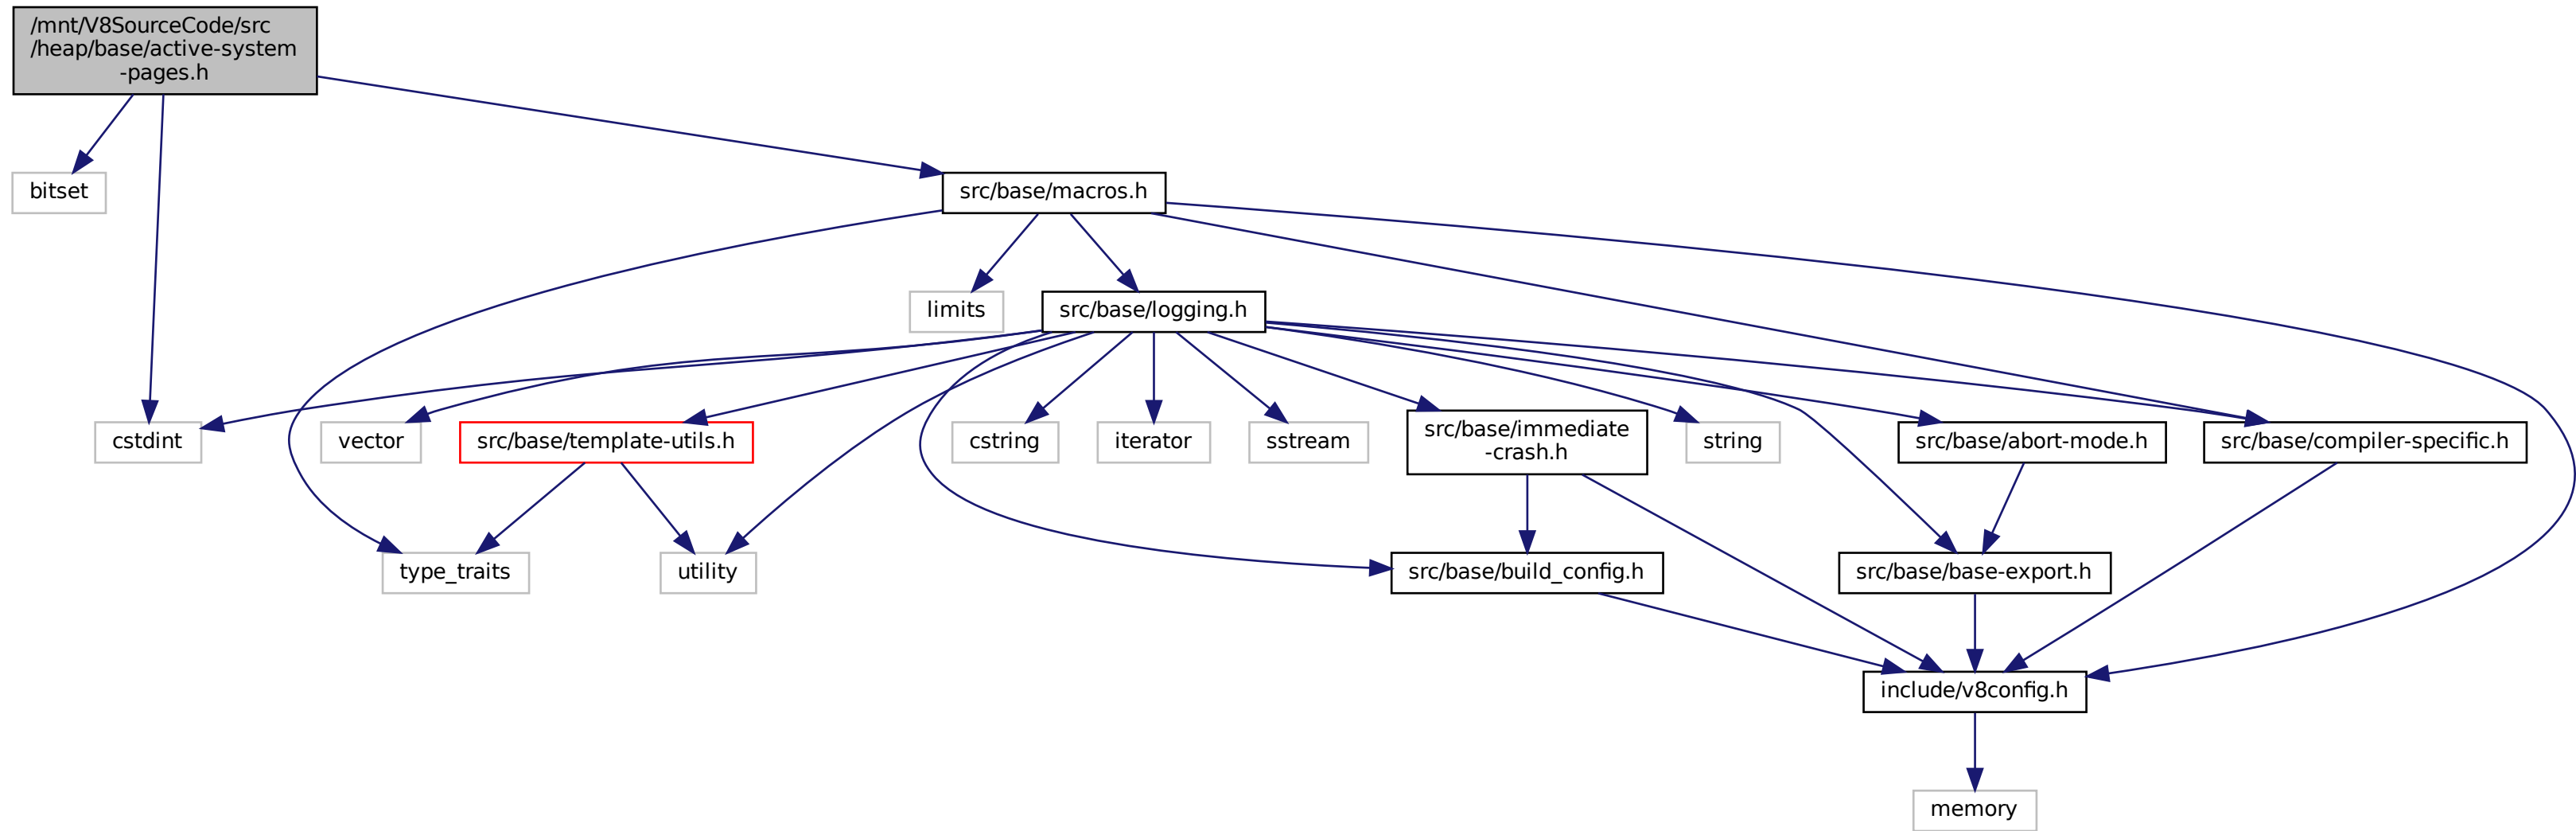 /mnt/V8SourceCode/src
/heap/base/active-system
-pages.h
bitset
src/base/macros.h
limits
src/base/logging.h
cstdint
vector
src/base/template-utils.h
cstring
iterator
sstream
src/base/immediate
-crash.h
string
src/base/abort-mode.h
src/base/compiler-specific.h
type_traits
utility
src/base/build_config.h
src/base/base-export.h
include/v8config.h
memory